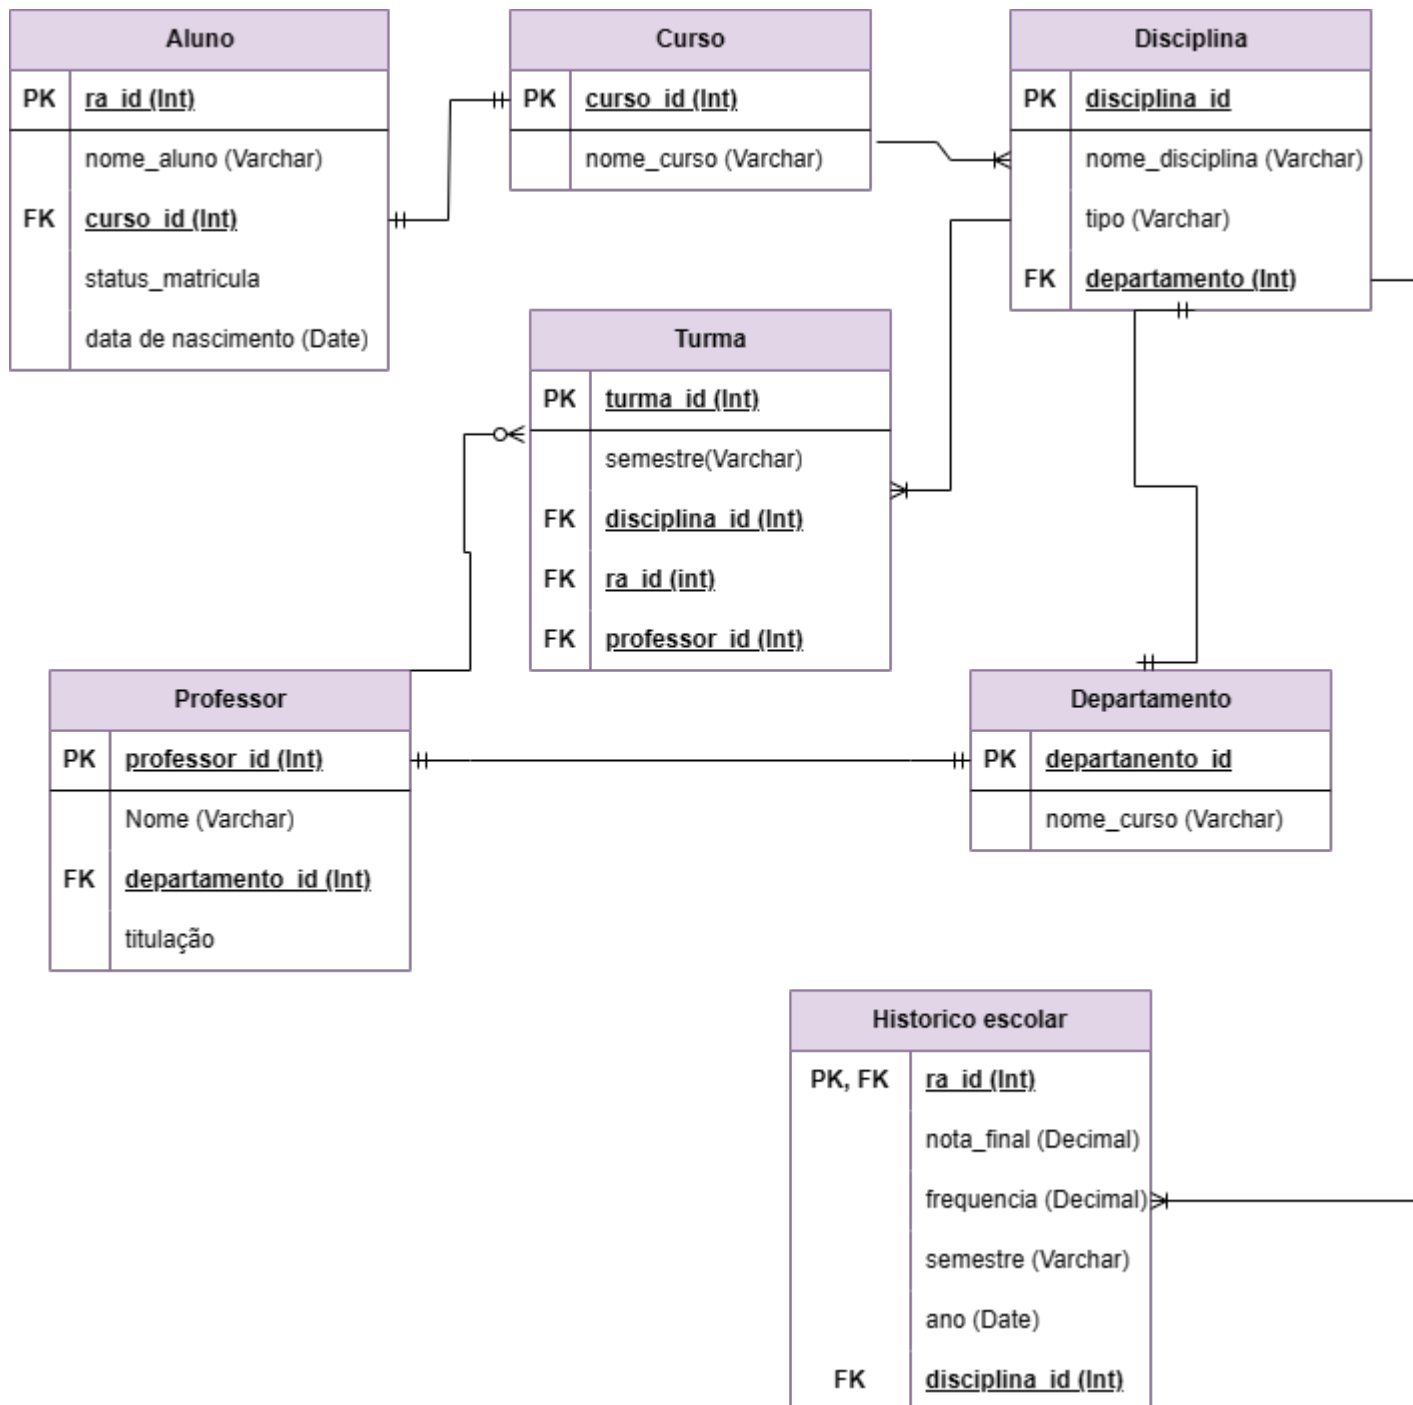 Aluno
PK ra_id (Int)
nome_aluno (Varchar)
FK curso_id (Int)
status_matricula
data de nascimento (Date)
Curso
PK curso_id (Int)
nome_curso (Varchar)
Disciplina
PK disciplina_id
nome_disciplina (Varchar)
tipo (Varchar)
FK departamento (Int)
Turma
PK turma_id (Int)
semestre(Varchar)
FK disciplina_id (Int)
FK ra_id (int)
FK professor_id (Int)
Professor
PK professor_id (Int)
Nome (Varchar)
FK departamento_id (Int)
titulação
Departamento
PK departanento_id
nome_curso (Varchar)
Historico escolar
PK, FK ra_id (Int)
nota_final (Decimal)
frequencia (Decimal)
semestre (Varchar)
ano (Date)
FK disciplina_id (Int)